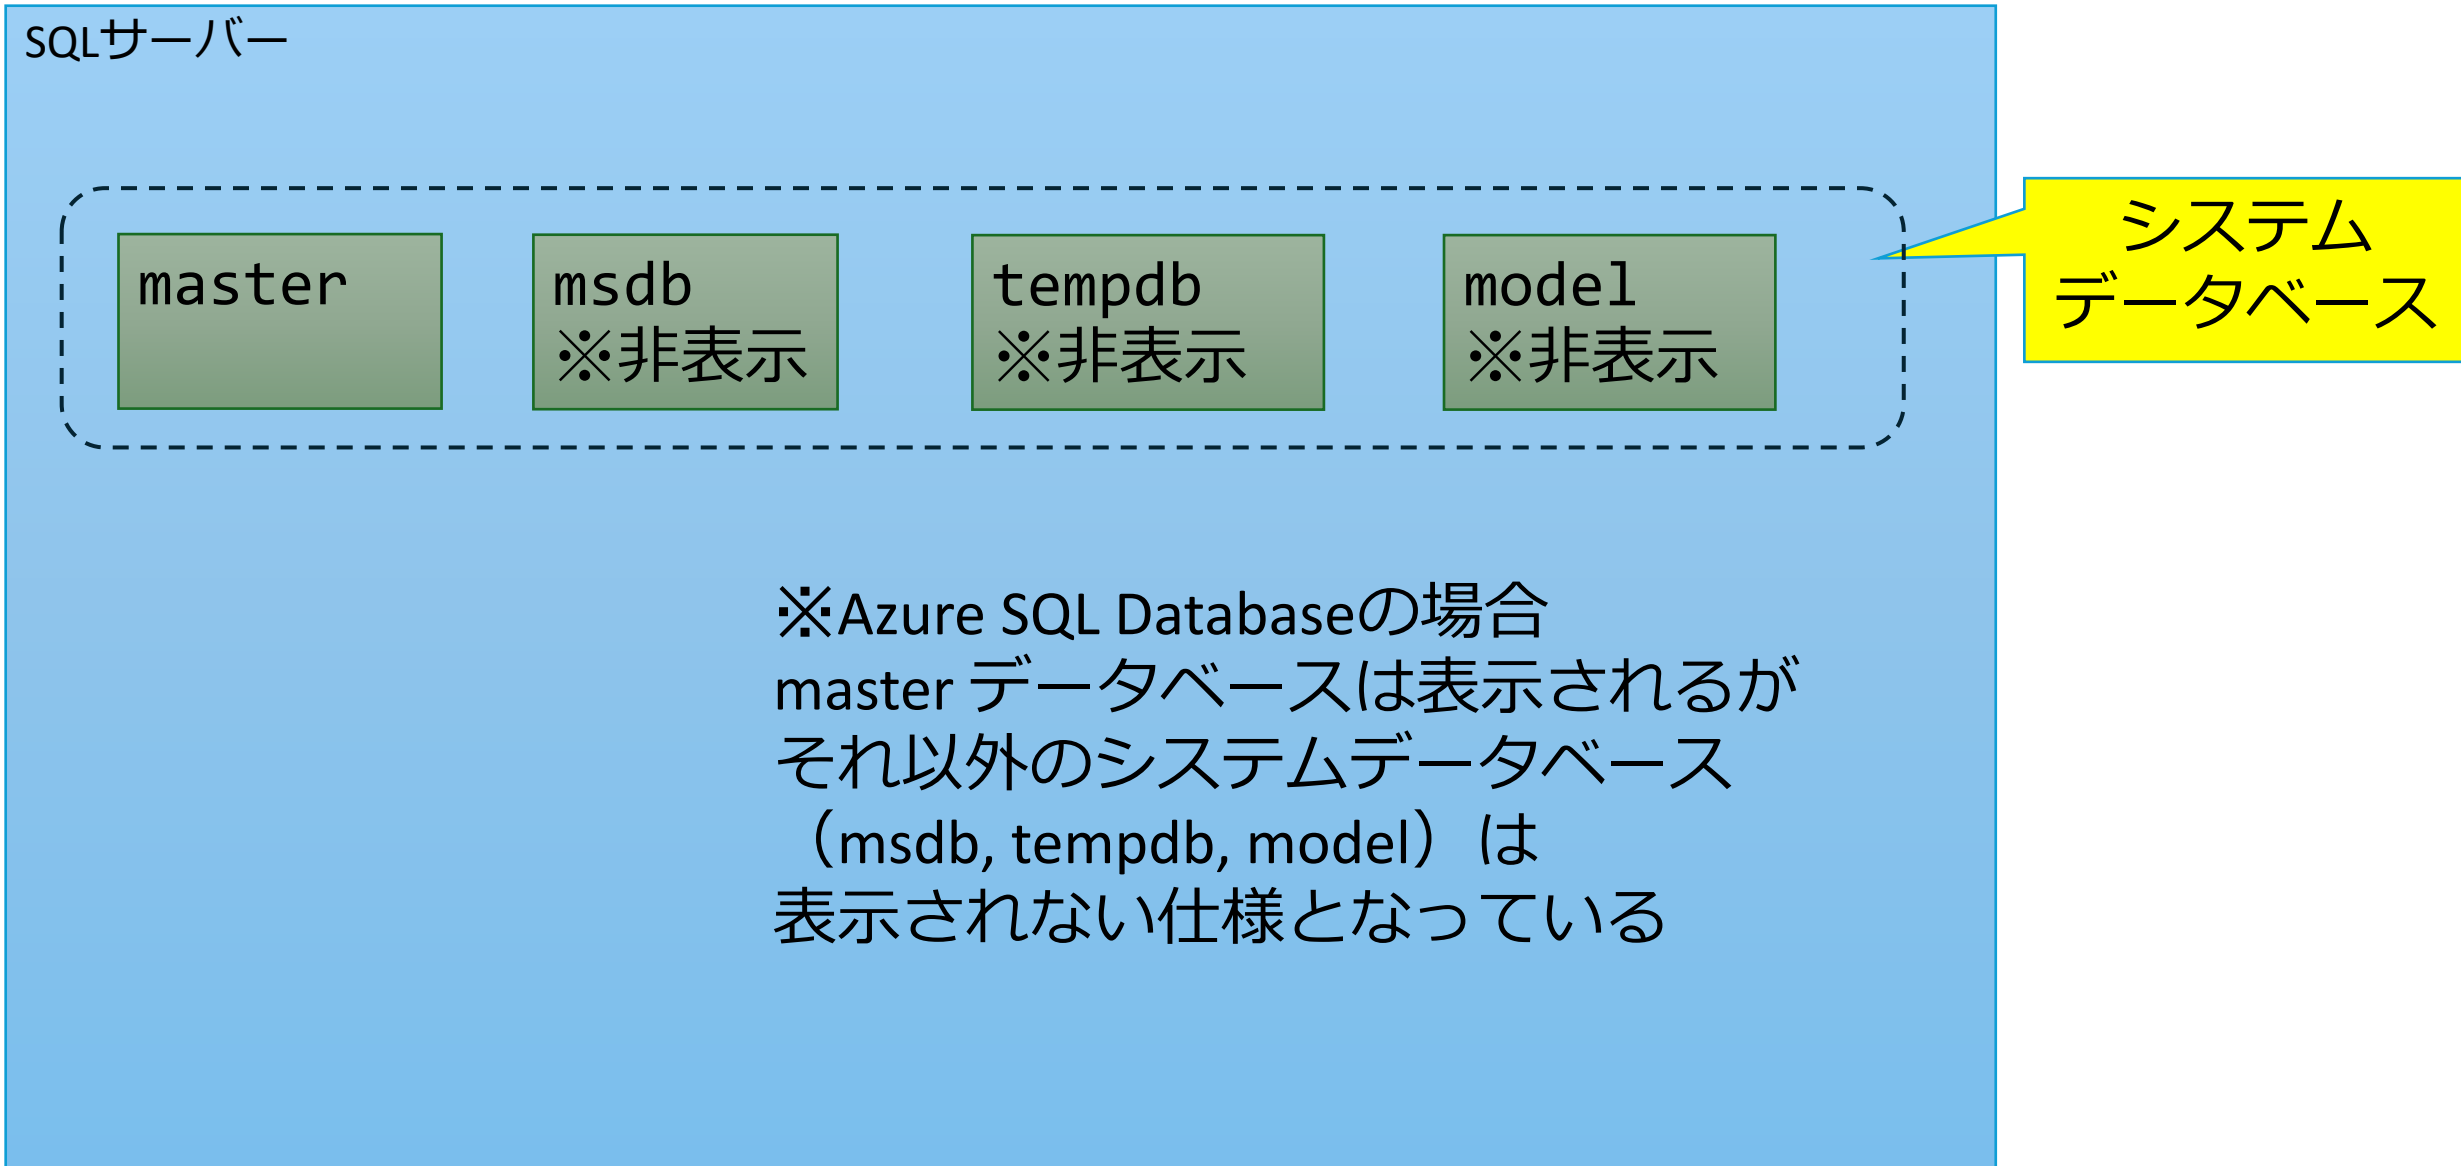 SQLサーバー
master
msdb
※非表示
tempdb
※非表示
model
※非表示
システム
データベース
※Azure SQL Databaseの場合
master データベースは表示されるが
それ以外のシステムデータベース
（msdb, tempdb, model）は
表示されない仕様となっている